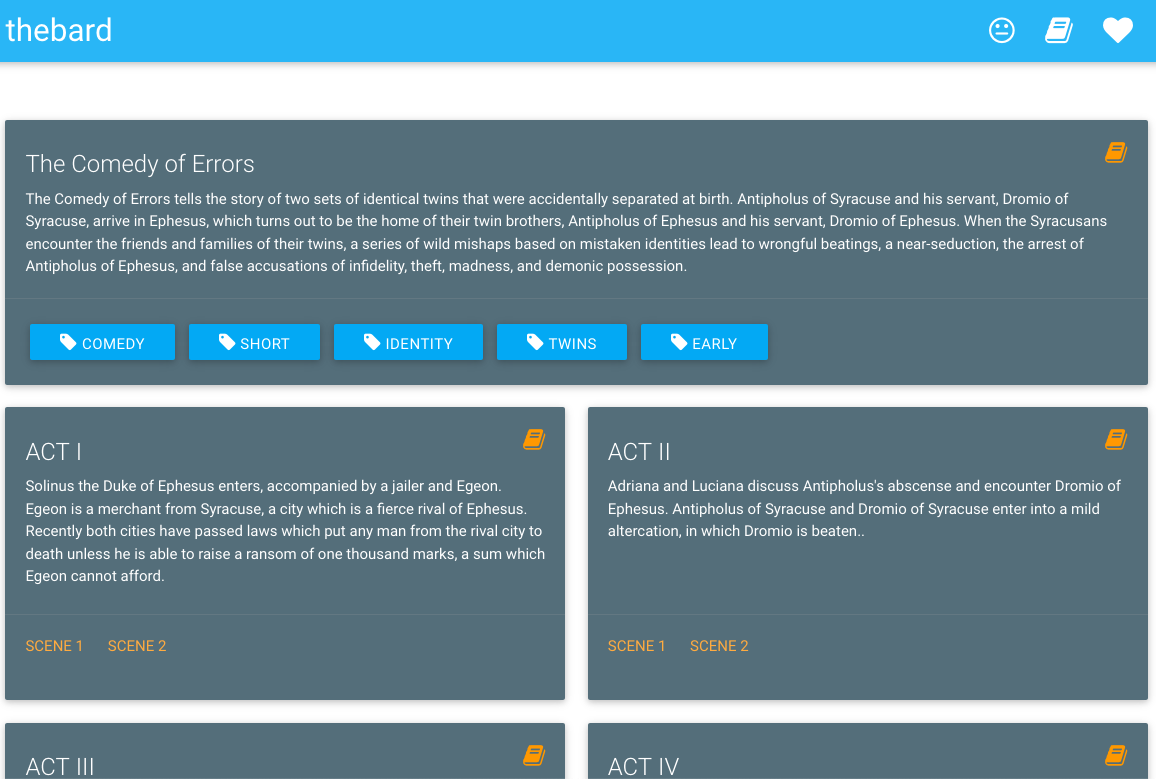 thebard
The Comedy of Errors
The Comedy of Errors tells the story of two sets of identical twins that were accidentally separated at birth. Antipholus of Syracuse and his servant, Dromio of
Syracuse, arrive in Ephesus, which turns out to be the home of their twin brothers, Antipholus of Ephesus and his servant, Dromio of Ephesus. When the Syracusans
encounter the friends and families of their twins, a series of wild mishaps based on mistaken identities lead to wrongful beatings, a near-seduction, the arrest of
Antipholus of Ephesus, and false accusations of infidelity, theft, madness, and demonic possession.
COMEDY SHORT IDENTITY TWINS EARLY
ACT I
Solinus the Duke of Ephesus enters, accompanied by a jailer and Egeon.
Egeon is a merchant from Syracuse, a city which is a fierce rival of Ephesus.
Recently both cities have passed laws which put any man from the rival city to
death unless he is able to raise a ransom of one thousand marks, a sum which
Egeon cannot afford.
SCENE 1 SCENE 2
ACT II
Adriana and Luciana discuss Antipholus's abscense and encounter Dromio of
Ephesus. Antipholus of Syracuse and Dromio of Syracuse enter into a mild
altercation, in which Dromio is beaten..
SCENE 1 SCENE 2
ACT III
ACT IV